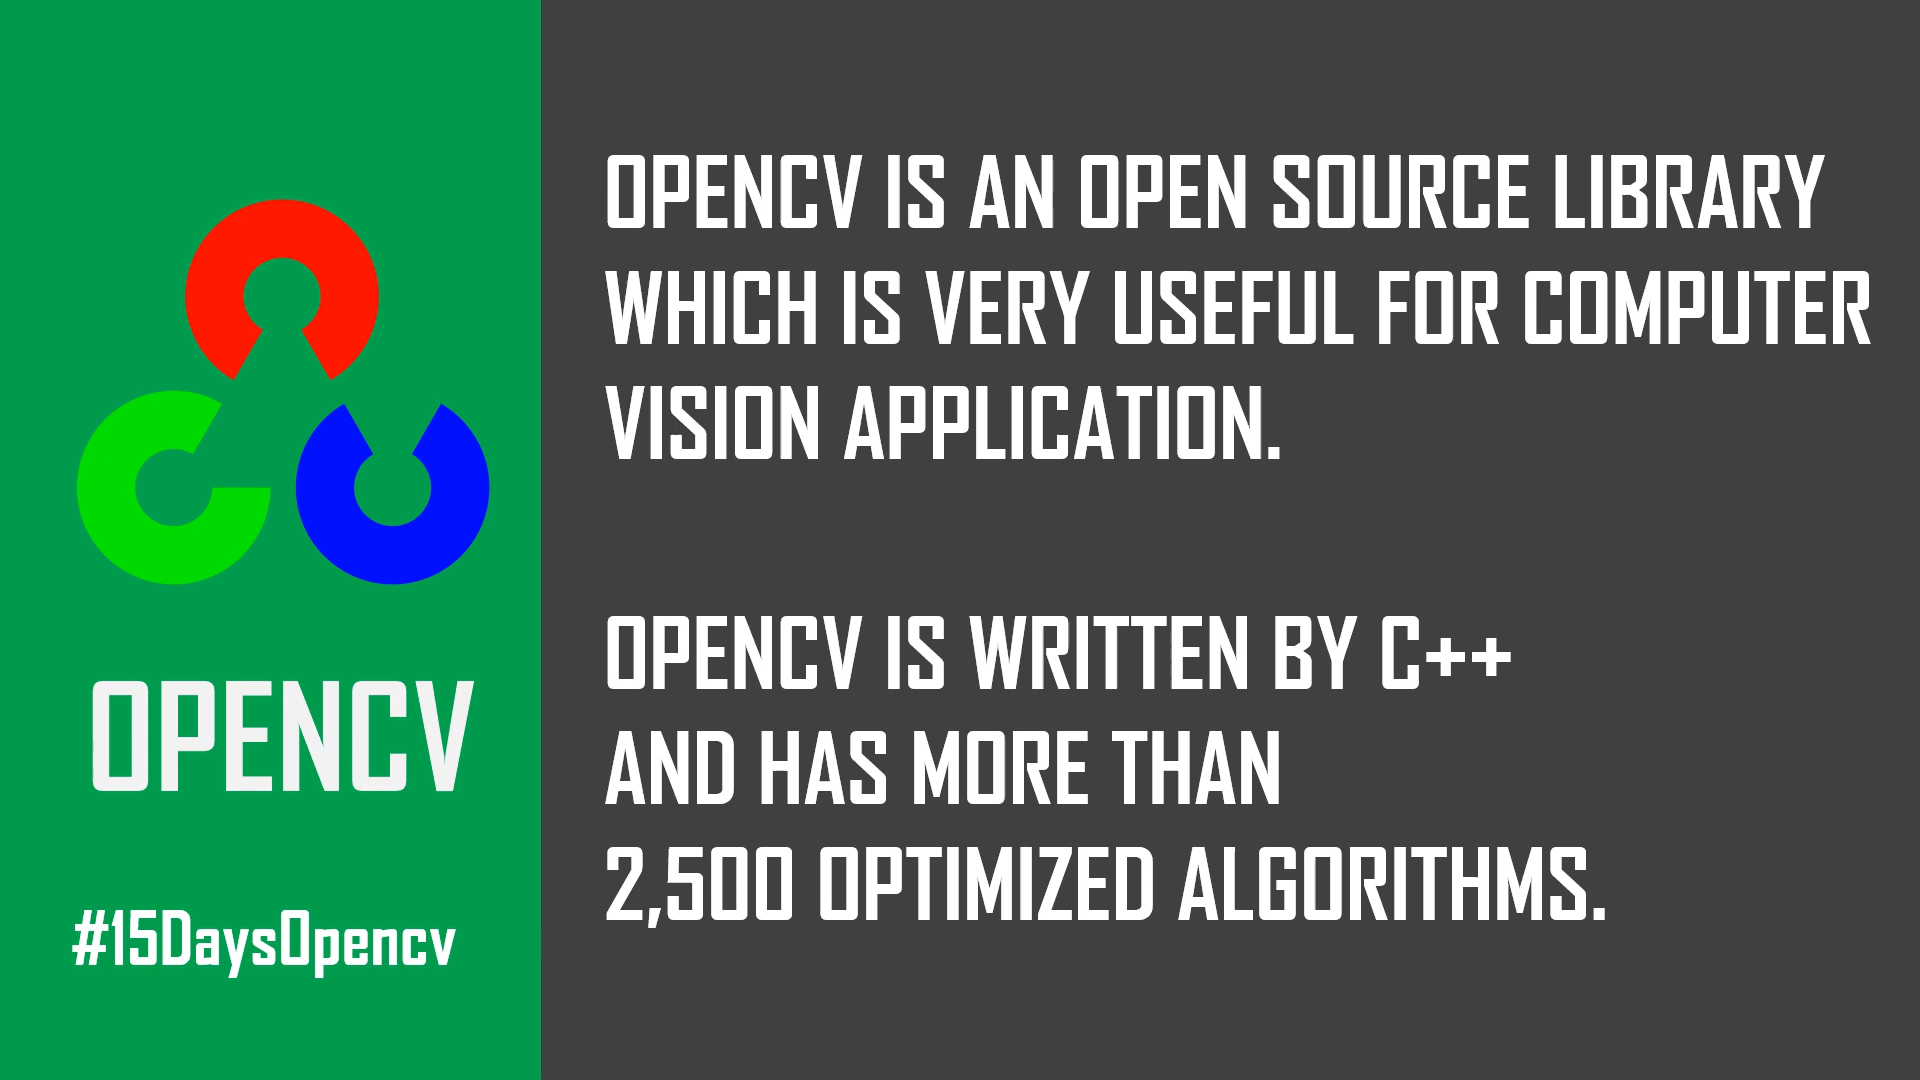 OPENCV
#15DaysOpencv
OPENCV IS AN OPEN SOURCE LIBRARY
WHICH IS VERY USEFUL FOR COMPUTER
VISION APPLICATION.
OPENCV IS WRITTEN BY C++
AND HAS MORE THAN
2,500 OPTIMIZED ALGORITHMS.